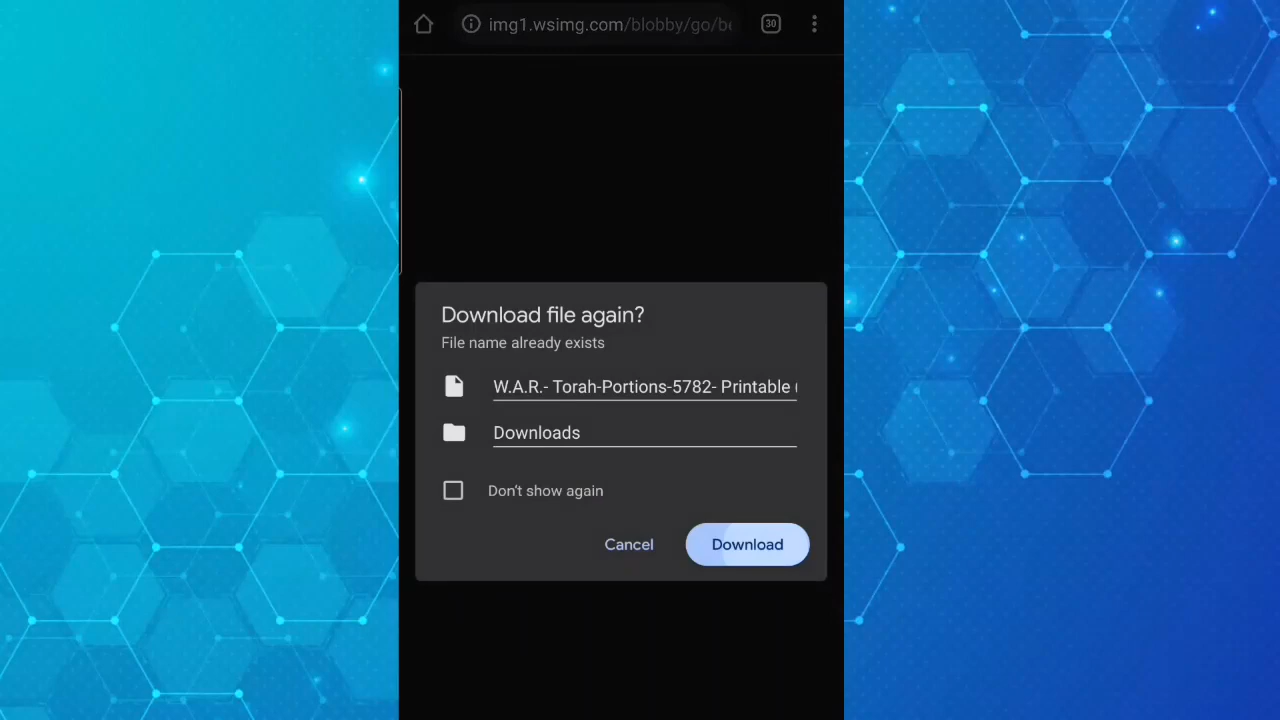 img1.wsimg.com/blobby/go/be
30
Download file again?
File name already exists
W.A.R.- Torah-Portions-5782- Printable (
Downloads
Don't show again
Cancel
Download